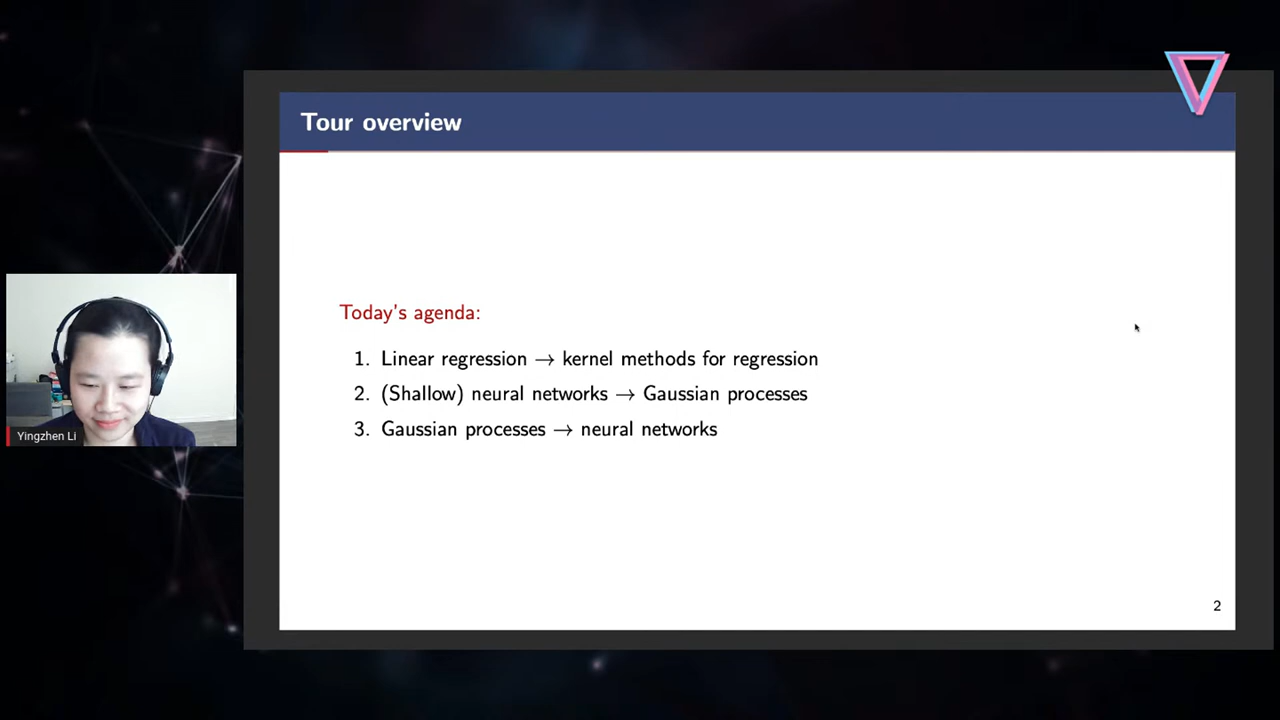 Tour overview
Today's agenda:
1. Linear regression → kernel methods for regression
2. (Shallow) neural networks → Gaussian processes
3. Gaussian processes → neural networks
Yingzhen Li
2